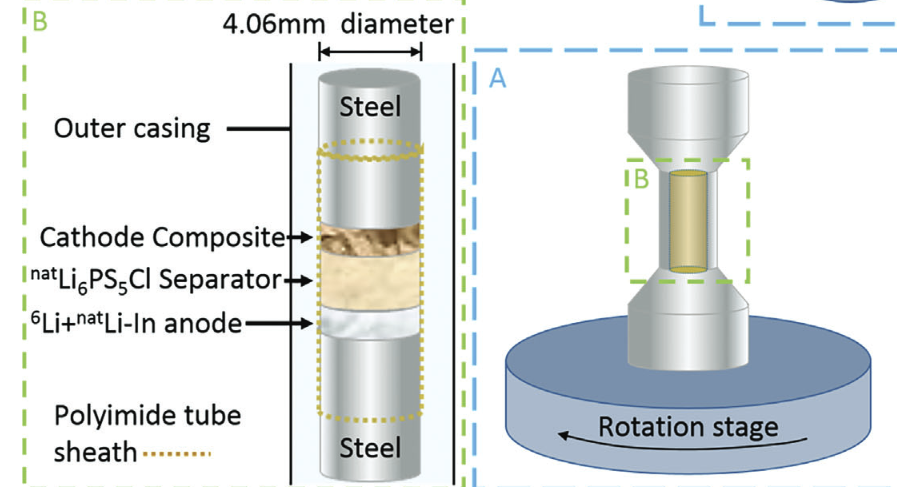 B
4.06mm diameter
Steel
Outer casing
Cathode Composite
natLi6PS5Cl Separator
6Li+natLi-In anode
Polyimide tube
sheath
Steel
A
B
Rotation stage